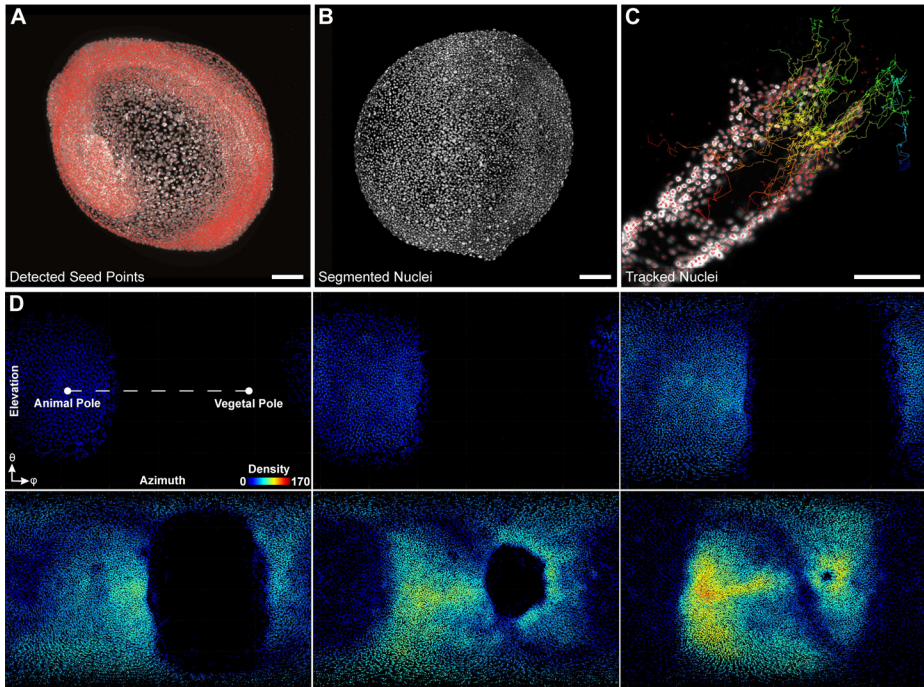 A
Detected Seed Points
B
Segmented Nuclei
C
Tracked Nuclei
D
Elevation
Animal Pole
Vegetal Pole
θ
φ
Azimuth
Density
0
170